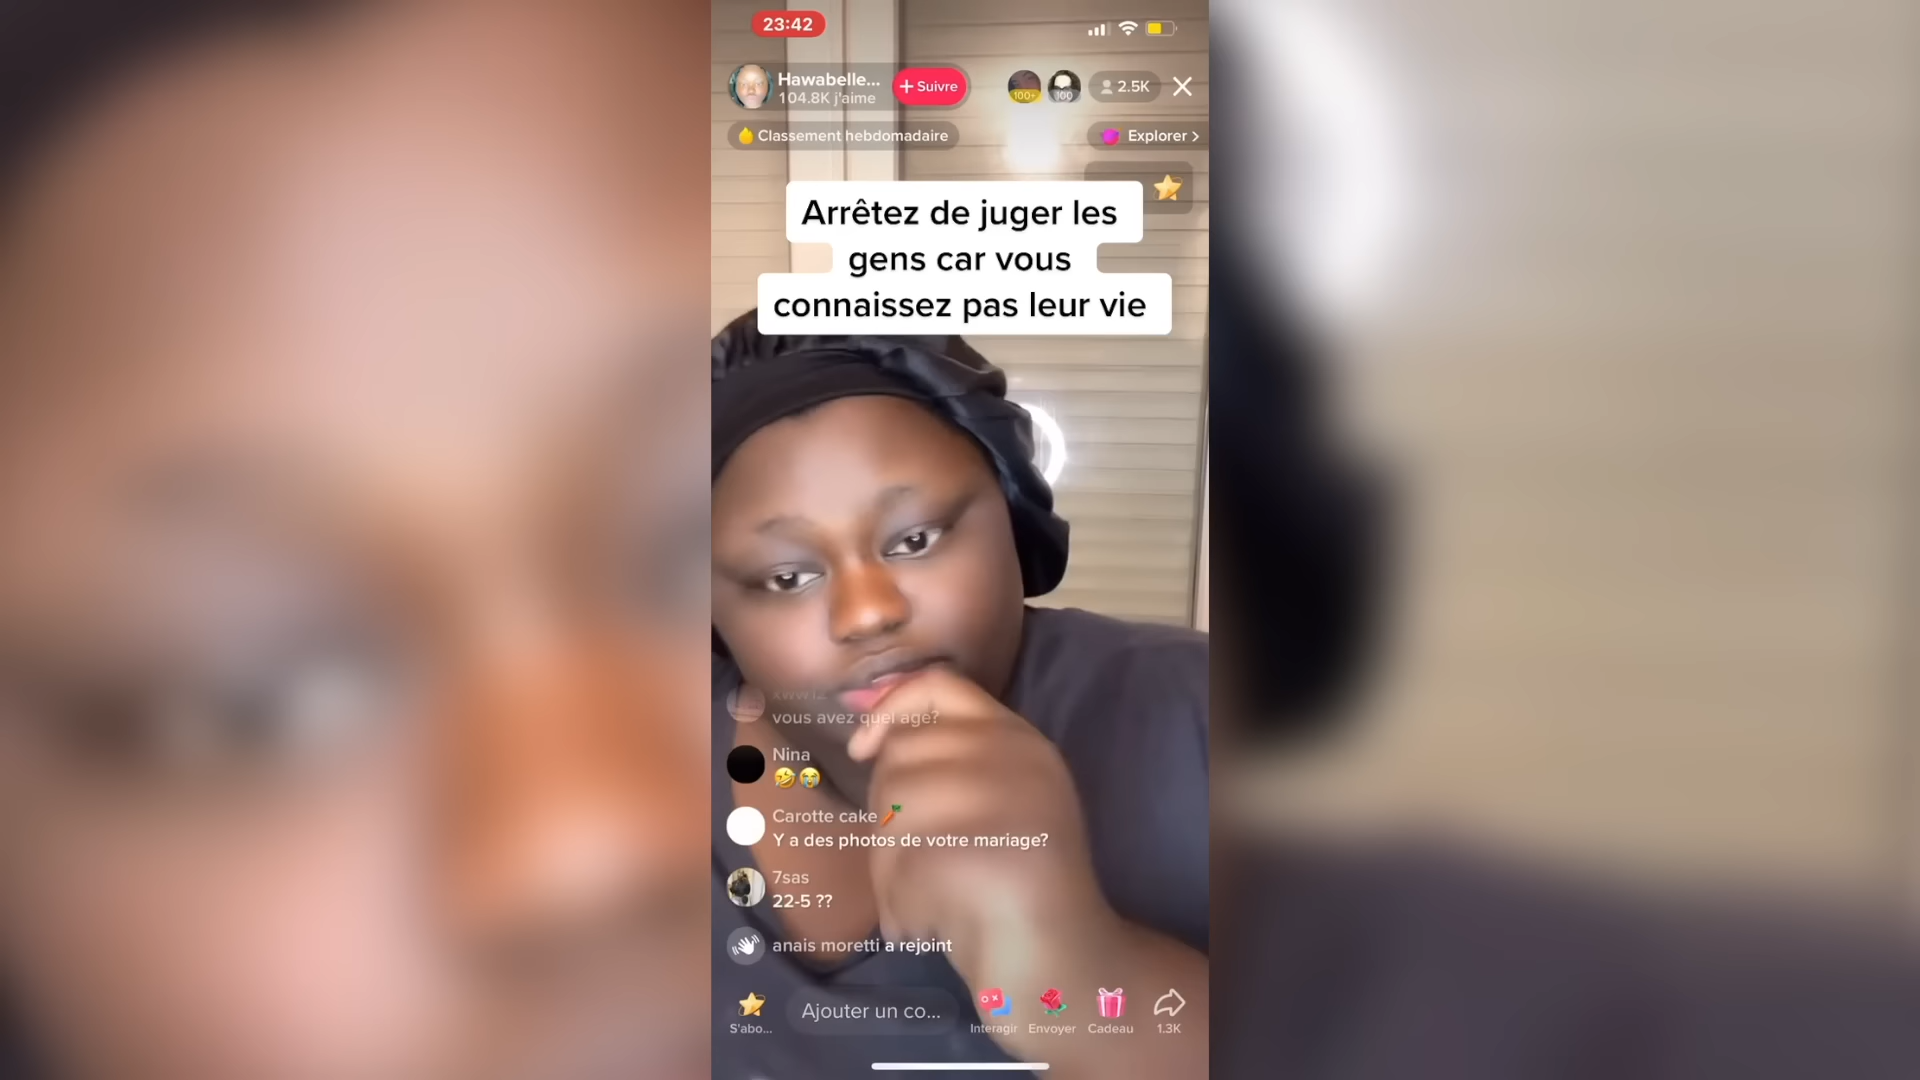 23:42
Hawabelle...
104.8K j'aime
+ Suivre
100+
100
2.5K
Classement hebdomadaire
Explorer >
Arrêtez de juger les
gens car vous
connaissez pas leur vie
vous avez quel age?
Nina
🤣😭
Carotte cake🥕
Y a des photos de votre mariage?
7sas
22-5 ??
anais moretti a rejoint
S'abo...
Ajouter un co...
Interagir
Envoyer
Cadeau
1.3K